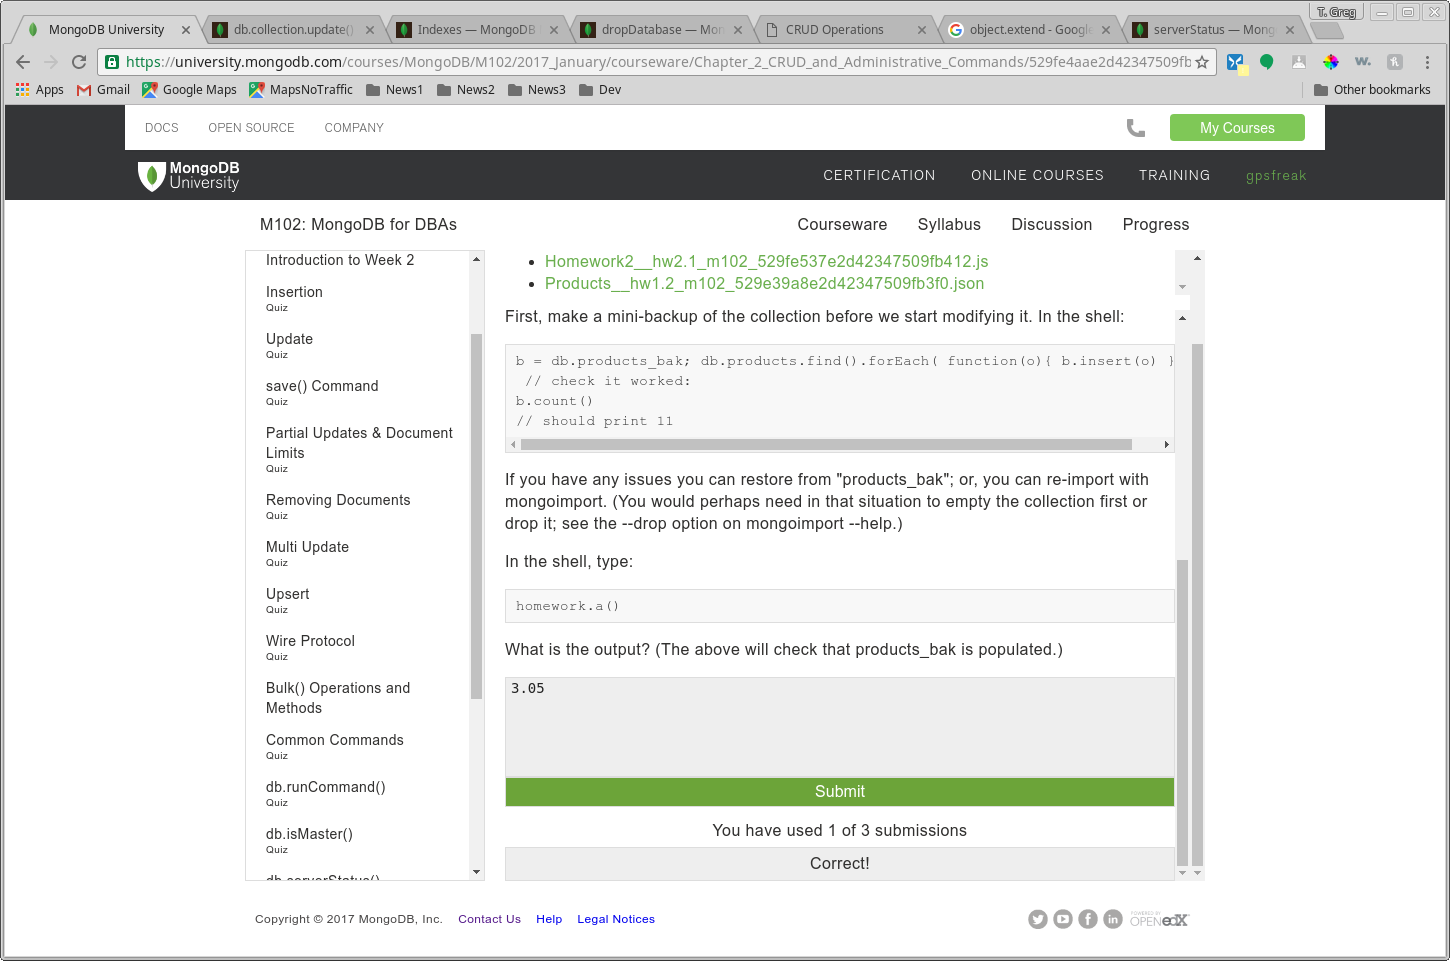 T. Greg
MongoDB University
db.collection.update()
Indexes — MongoDB
dropDatabase — Mon
CRUD Operations
object.extend - Google
serverStatus — Mong
https://university.mongodb.com/courses/MongoDB/M102/2017_January/courseware/Chapter_2_CRUD_and_Administrative_Commands/529fe4aae2d42347509fb
Apps
Gmail
Google Maps
MapsNoTraffic
News1
News2
News3
Dev
Other bookmarks
DOCS
OPEN SOURCE
COMPANY
My Courses
MongoDB
University
CERTIFICATION
ONLINE COURSES
TRAINING
gpsfreak
M102: MongoDB for DBAs
Courseware
Syllabus
Discussion
Progress
Introduction to Week 2
Insertion
Quiz
Update
Quiz
save() Command
Quiz
Partial Updates & Document
Limits
Quiz
Removing Documents
Quiz
Multi Update
Quiz
Upsert
Quiz
Wire Protocol
Quiz
Bulk() Operations and
Methods
Common Commands
Quiz
db.runCommand()
Quiz
db.isMaster()
Quiz
db.serverStatus()
Homework2__hw2.1_m102_529fe537e2d42347509fb412.js
Products__hw1.2_m102_529e39a8e2d42347509fb3f0.json
First, make a mini-backup of the collection before we start modifying it. In the shell:
b = db.products_bak; db.products.find().forEach( function(o){ b.insert(o) }
// check it worked:
b.count()
// should print 11
If you have any issues you can restore from "products_bak"; or, you can re-import with
mongoimport. (You would perhaps need in that situation to empty the collection first or
drop it; see the --drop option on mongoimport --help.)
In the shell, type:
homework.a()
What is the output? (The above will check that products_bak is populated.)
3.05
Submit
You have used 1 of 3 submissions
Correct!
Copyright © 2017 MongoDB, Inc.
Contact Us
Help
Legal Notices
POWERED BY
OPEN edX